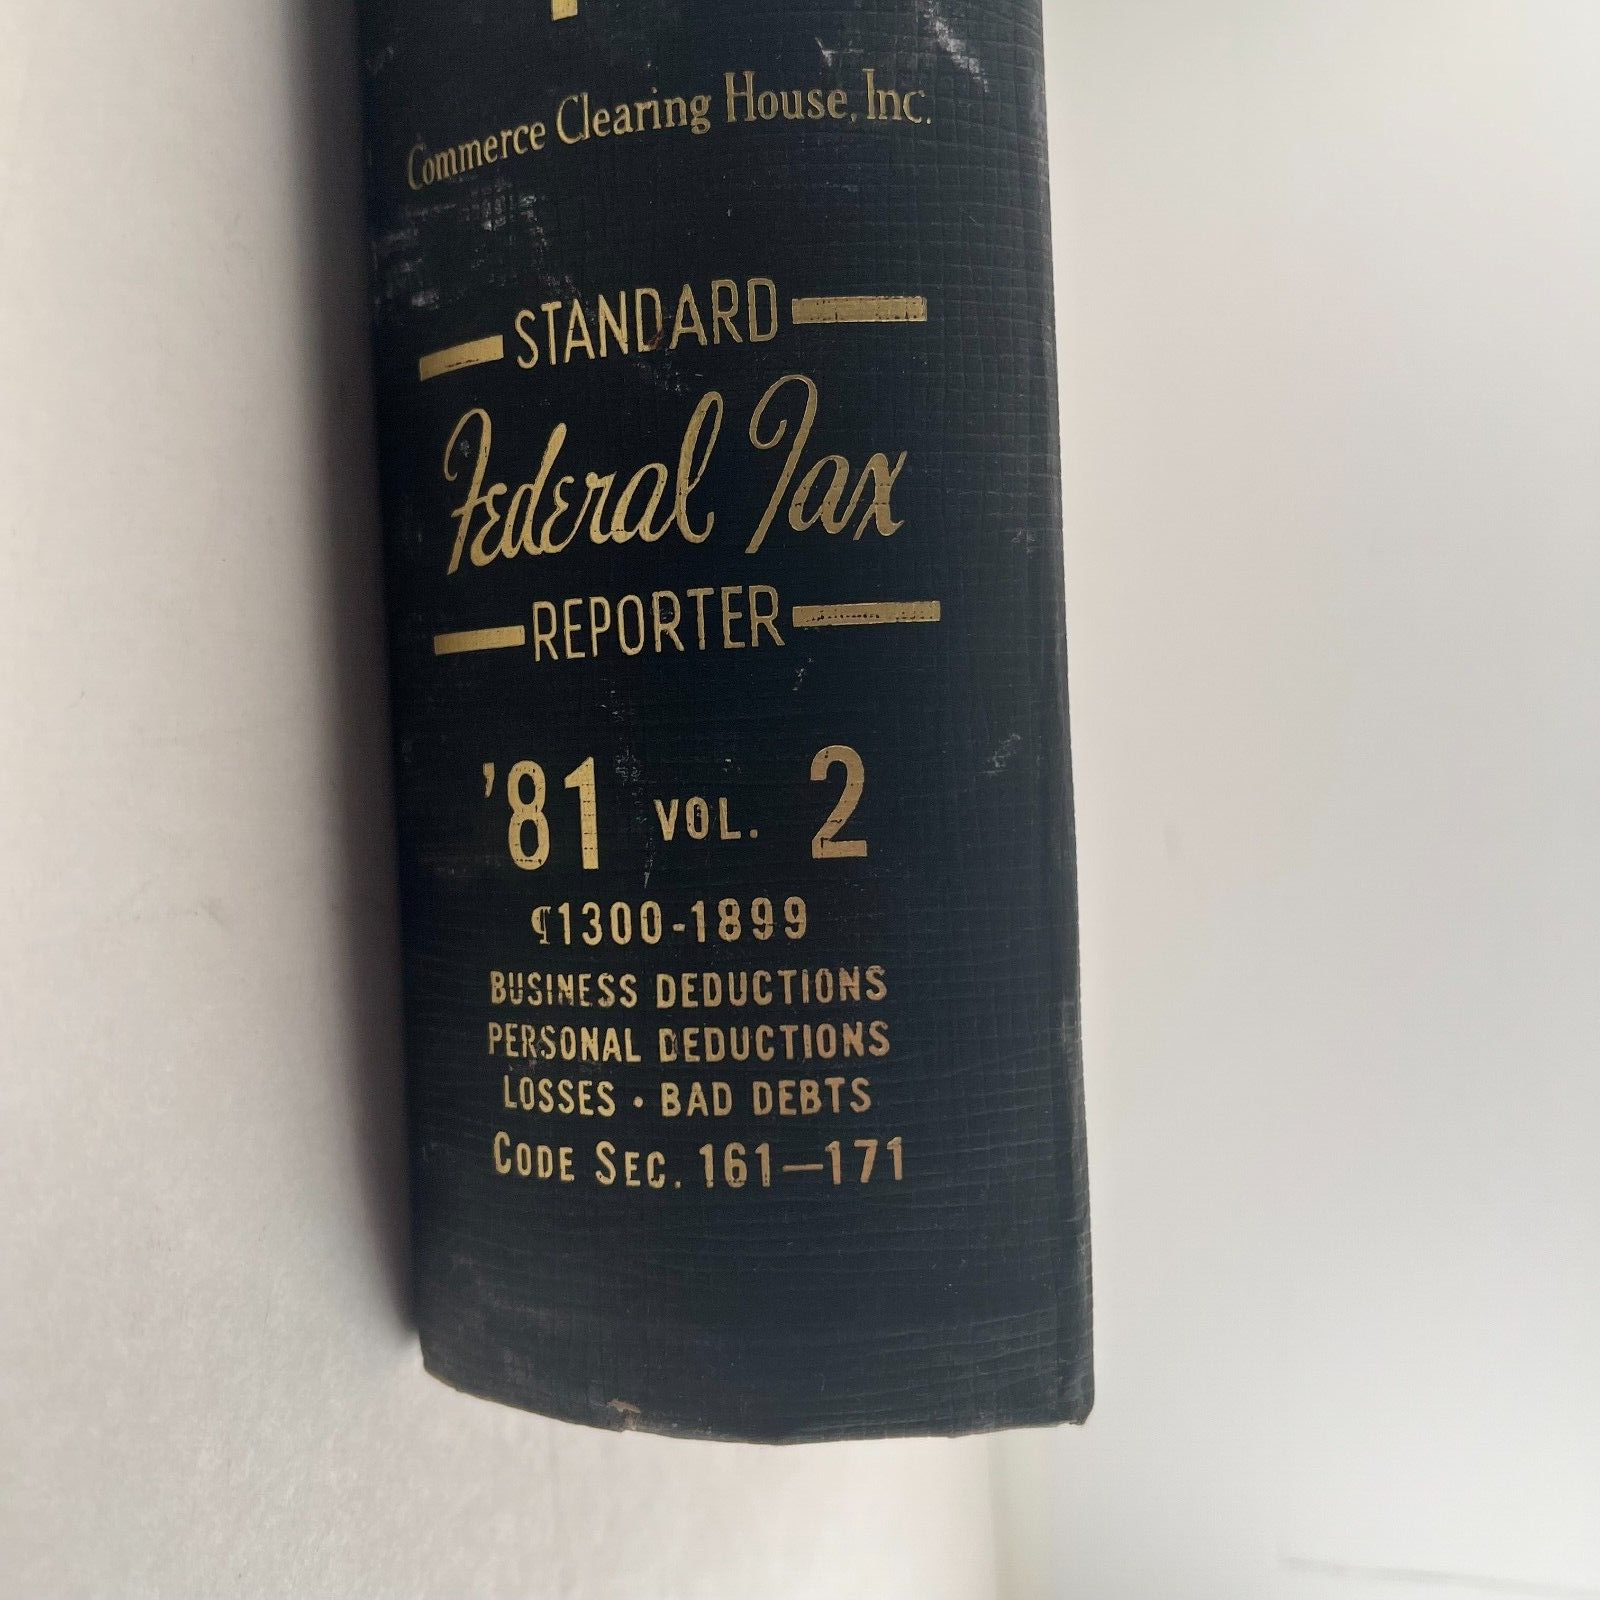 Commerce Clearing House, Inc.
STANDARD
Federal Tax
REPORTER
'81 VOL. 2
¶1300-1899
BUSINESS DEDUCTIONS
PERSONAL DEDUCTIONS
LOSSES • BAD DEBTS
CODE SEC. 161—171